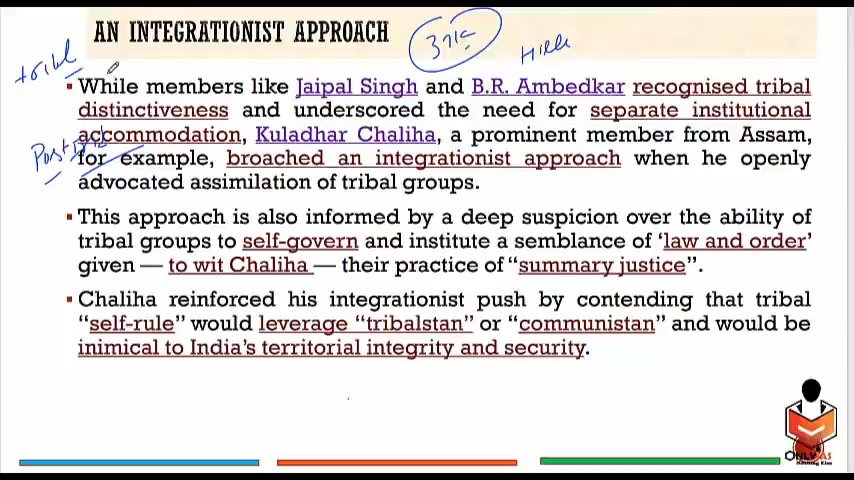 AN INTEGRATIONIST APPROACH
tribal
▪ While members like Jaipal Singh and B.R. Ambedkar recognised tribal
distinctiveness and underscored the need for separate institutional
accommodation, Kuladhar Chaliha, a prominent member from Assam,
for example, broached an integrationist approach when he openly
advocated assimilation of tribal groups.
▪ This approach is also informed by a deep suspicion over the ability of
tribal groups to self-govern and institute a semblance of ‘law and order’
given — to wit Chaliha — their practice of “summary justice”.
▪ Chaliha reinforced his integrationist push by contending that tribal
“self-rule” would leverage “tribalstan” or “communistan” and would be
inimical to India’s territorial integrity and security.
ONLYIAS
Nothing Else